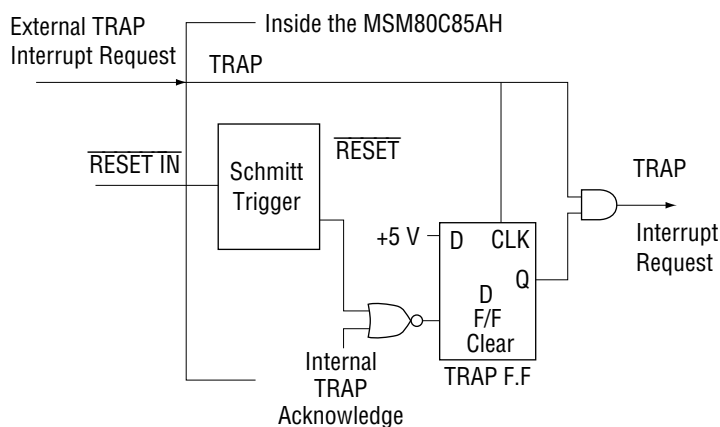 External TRAP
Interrupt Request
Inside the MSM80C85AH
TRAP
RESET IN
Schmitt
Trigger
RESET
TRAP
Interrupt
Request
+5 V
D
CLK
Q
D
F/F
Clear
TRAP F.F
Internal
TRAP
Acknowledge